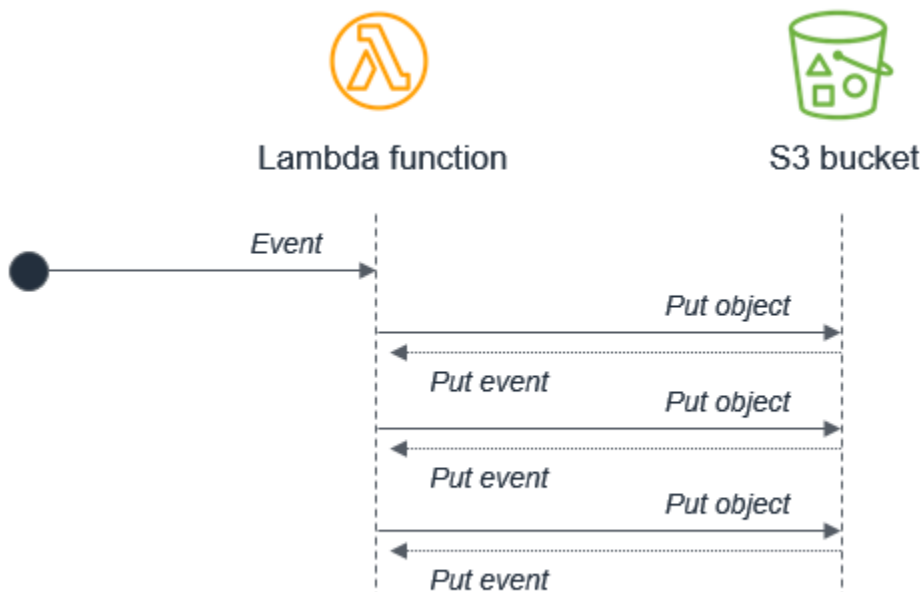 Lambda function
S3 bucket
Event
Put object
Put event
Put object
Put event
Put object
Put event